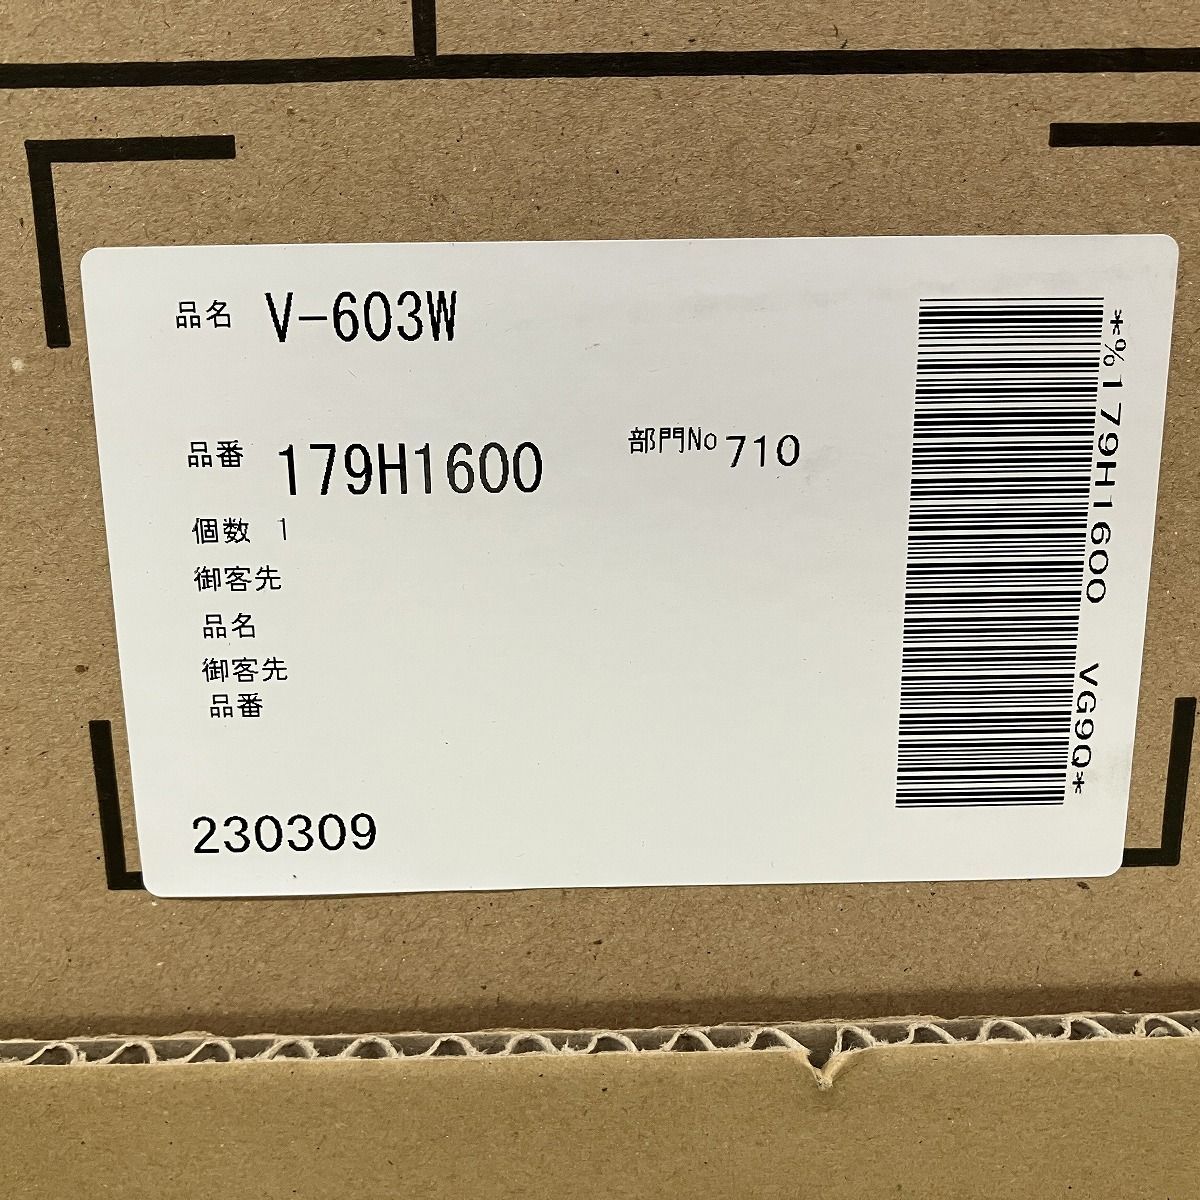 品名 V-603W
品番 179H1600 部門No 710
個数 1
御客先
品名
御客先
品番
230309
*%179H1600 VG9Q*